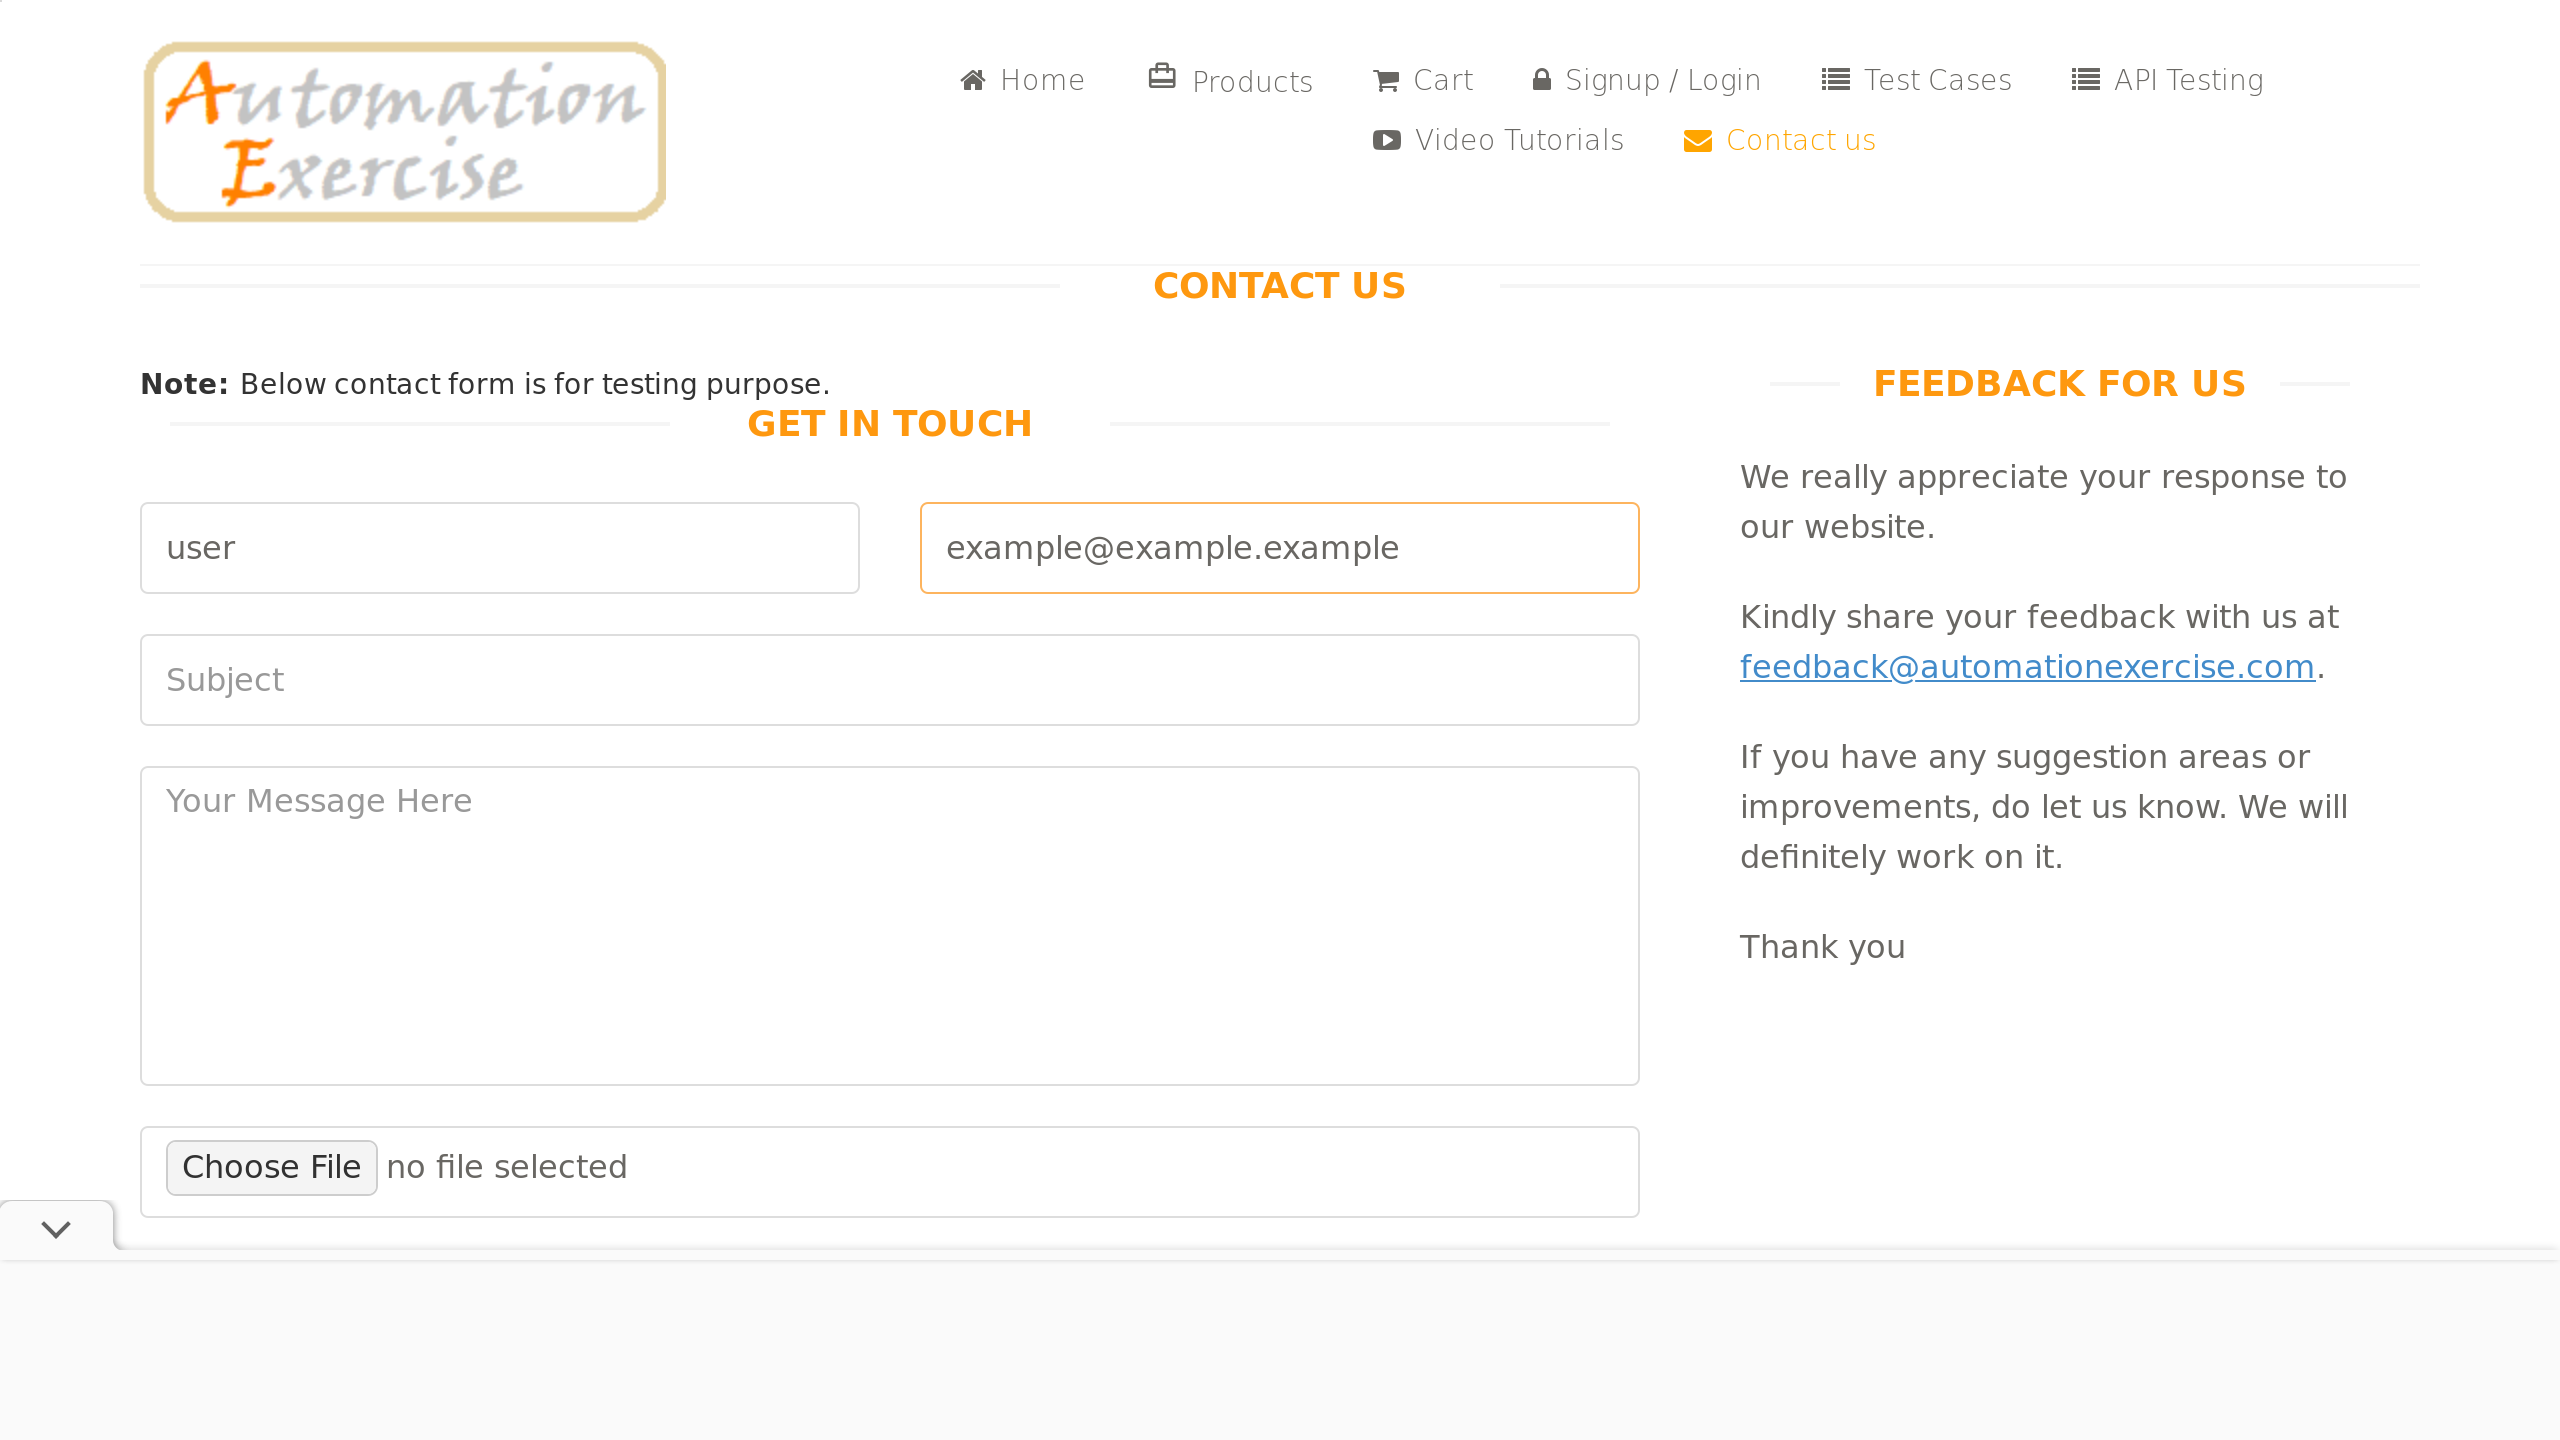 Automation
Exercise
Home
Products
Cart
Signup / Login
Test Cases
API Testing
Video Tutorials
Contact us
CONTACT US
Note: Below contact form is for testing purpose.
GET IN TOUCH
user
example@example.example
Subject
Your Message Here
Choose File no file selected
FEEDBACK FOR US
We really appreciate your response to
our website.
Kindly share your feedback with us at
feedback@automationexercise.com.
If you have any suggestion areas or
improvements, do let us know. We will
definitely work on it.
Thank you